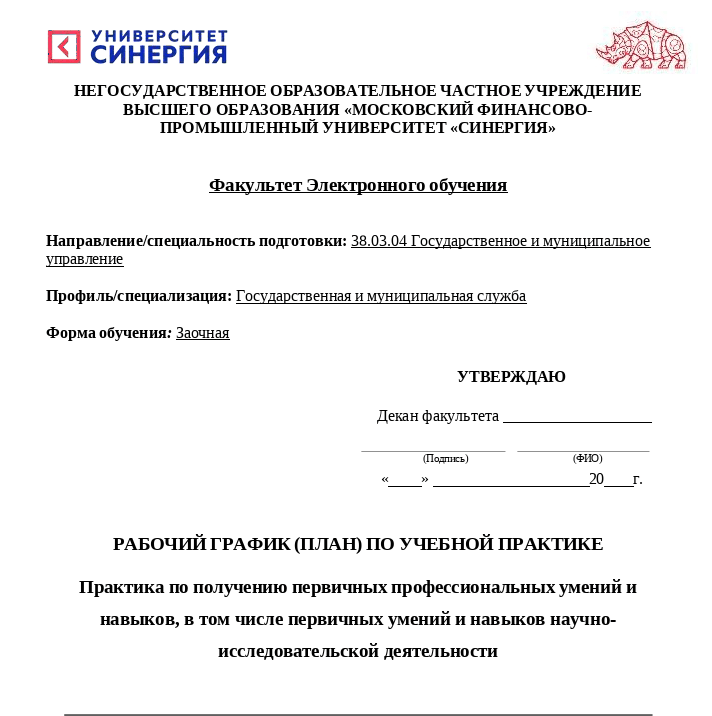 УНИВЕРСИТЕТ
СИНЕРГИЯ
НЕГОСУДАРСТВЕННОЕ ОБРАЗОВАТЕЛЬНОЕ ЧАСТНОЕ УЧРЕЖДЕНИЕ
ВЫСШЕГО ОБРАЗОВАНИЯ «МОСКОВСКИЙ ФИНАНСОВО-
ПРОМЫШЛЕННЫЙ УНИВЕРСИТЕТ «СИНЕРГИЯ»
Факультет Электронного обучения
Направление/специальность подготовки: 38.03.04 Государственное и муниципальное
управление
Профиль/специализация: Государственная и муниципальная служба
Форма обучения: Заочная
УТВЕРЖДАЮ
Декан факультета ___________________
(Подпись) (ФИО)
«____» ____________________20____г.
РАБОЧИЙ ГРАФИК (ПЛАН) ПО УЧЕБНОЙ ПРАКТИКЕ
Практика по получению первичных профессиональных умений и
навыков, в том числе первичных умений и навыков научно-
исследовательской деятельности